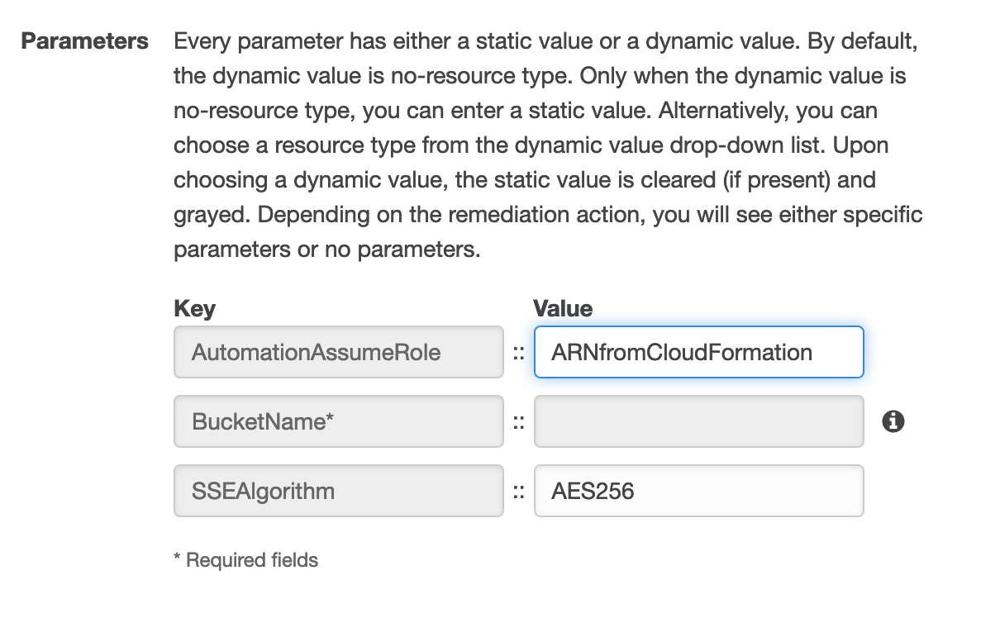 Parameters Every parameter has either a static value or a dynamic value. By default,
the dynamic value is no-resource type. Only when the dynamic value is
no-resource type, you can enter a static value. Alternatively, you can
choose a resource type from the dynamic value drop-down list. Upon
choosing a dynamic value, the static value is cleared (if present) and
grayed. Depending on the remediation action, you will see either specific
parameters or no parameters.
Key Value
AutomationAssumeRole :: ARNfromCloudFormation
BucketName* ::
SSEAlgorithm :: AES256
* Required fields